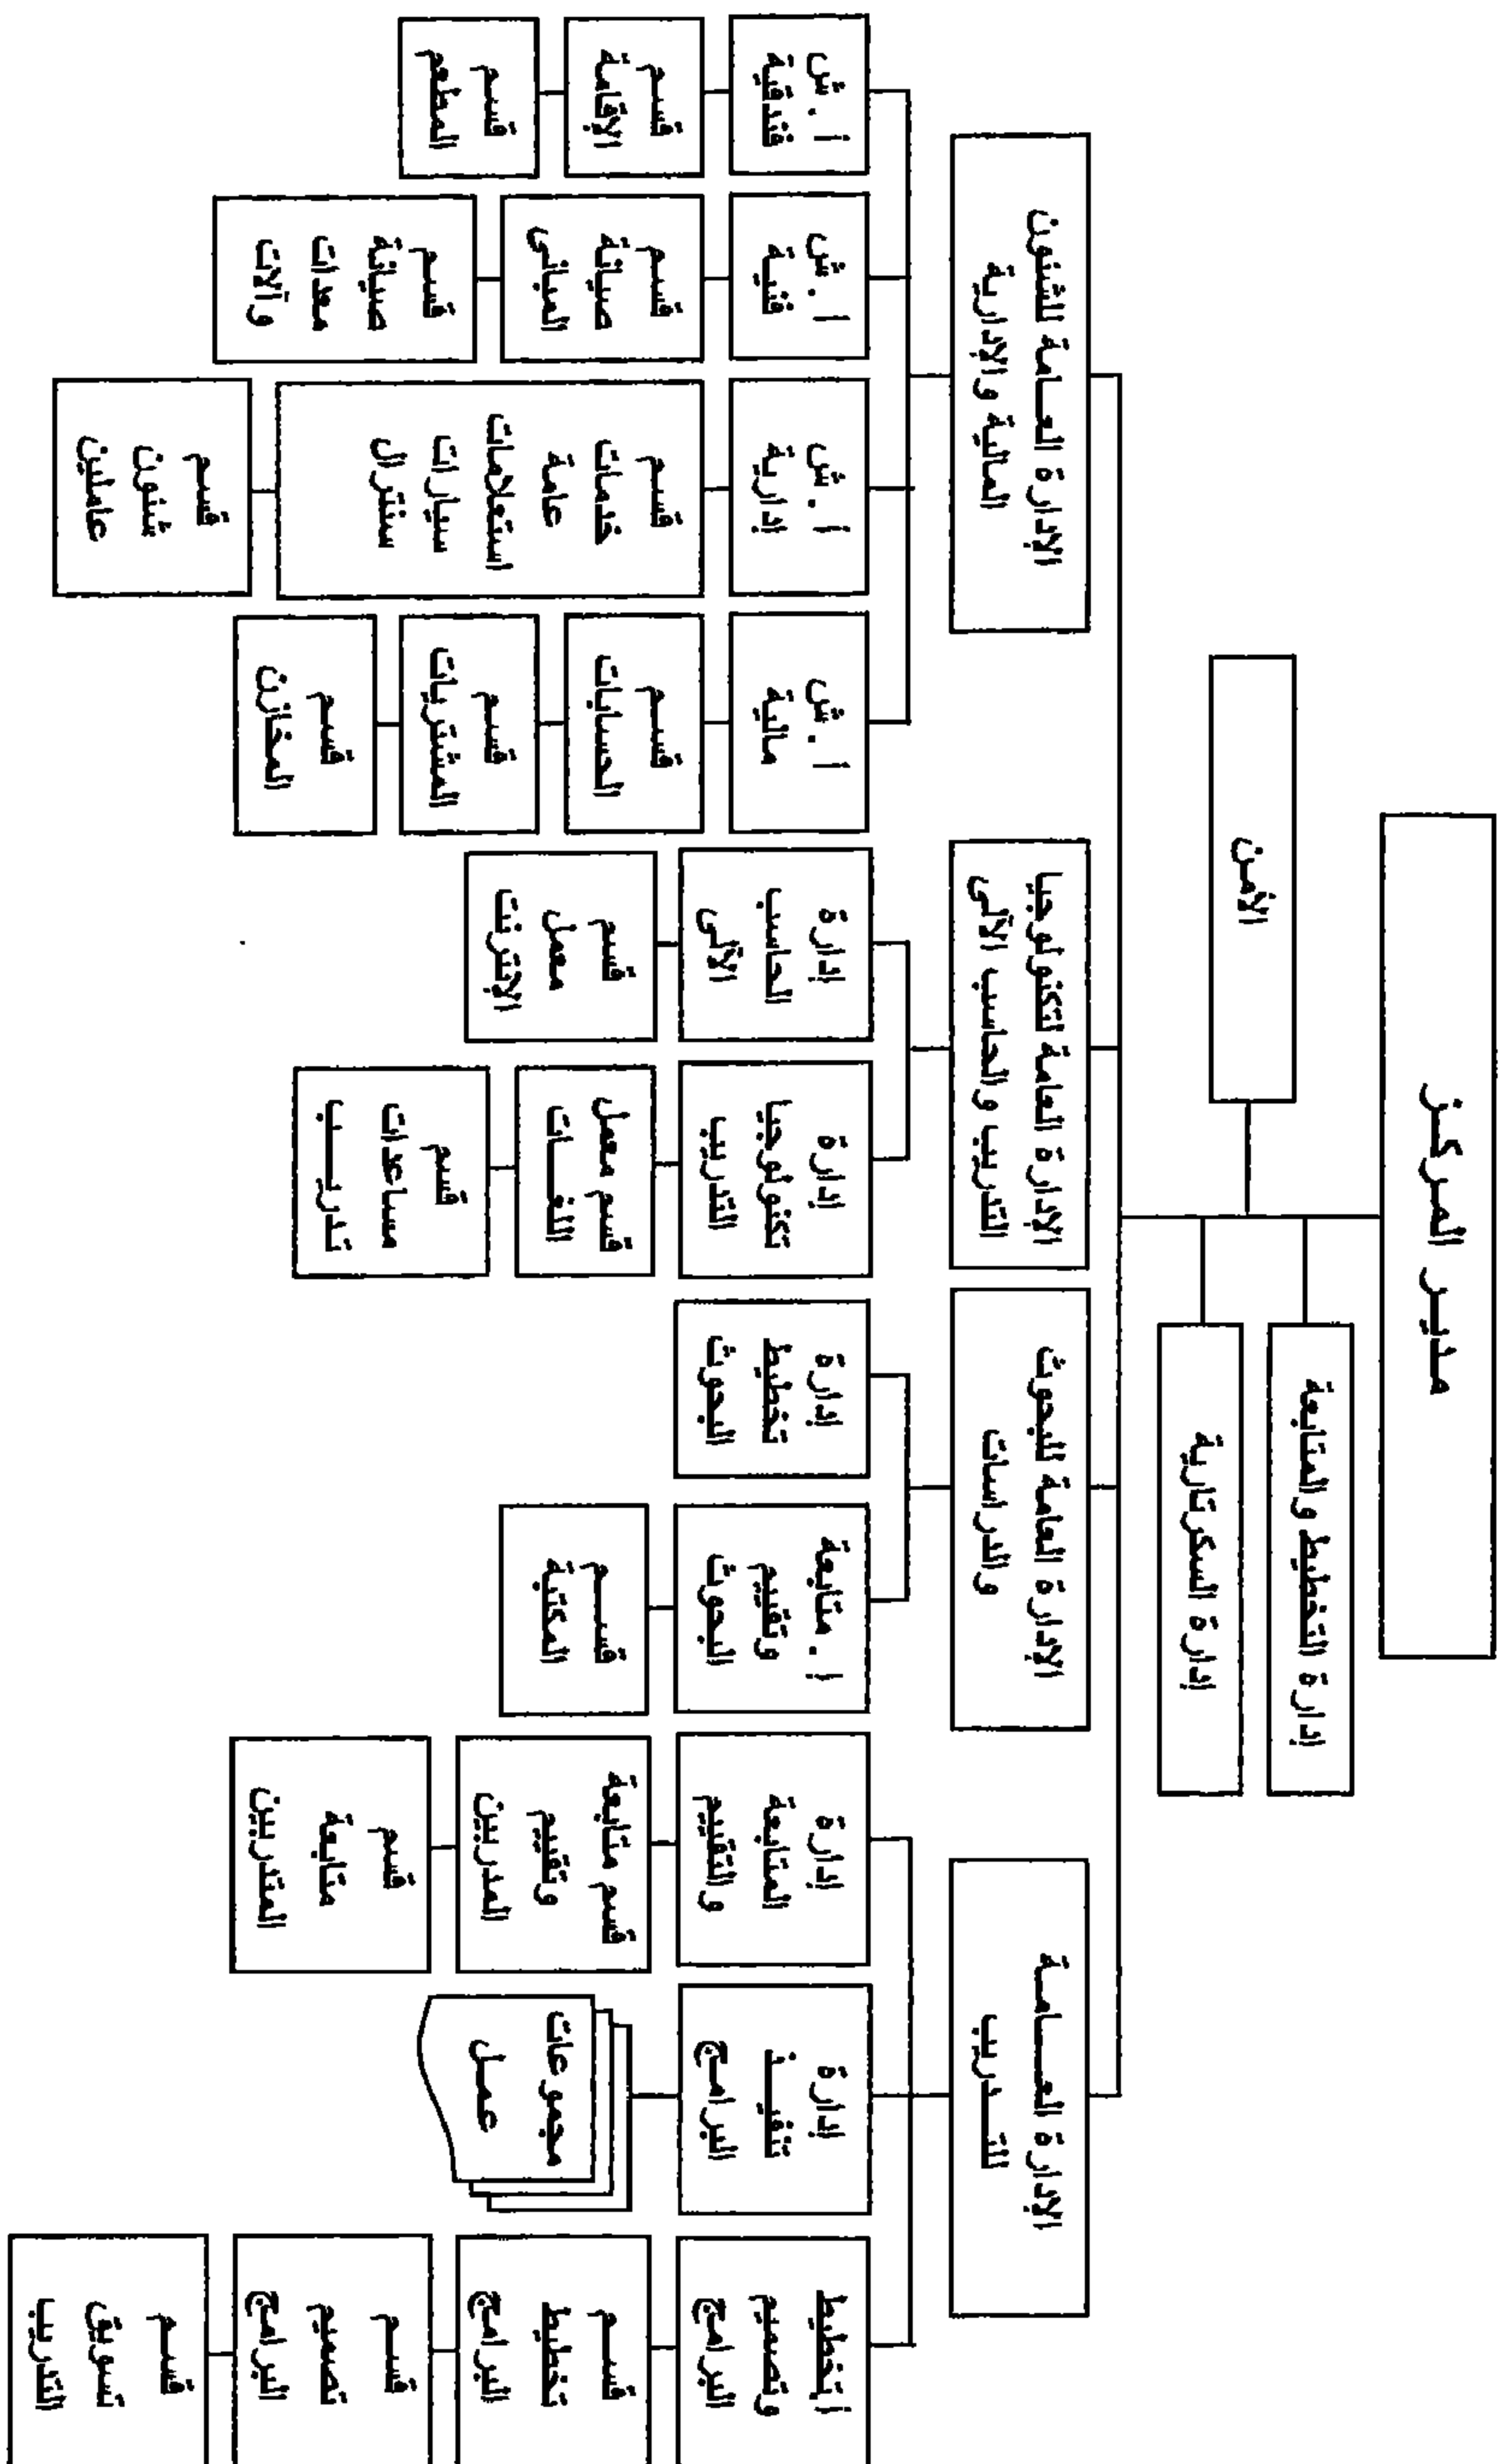 مدير المركز
إدارة التخطيط والمتابعة
الأمن
إدارة السكرتارية
الإدارة العامة
للتدريب
الإدارة العامة للبحوث
والدراسات
الإدارة العامة لتكنولوجيا
التدريب والحاسب الآلى
الإدارة العامة للشئون
المالية والإدارية
أ تخطيط
وتصميم
البرامج
قسم
تخطيط
البرامج
قسم
تصميم
البرامج
قسم
تسويق
التدريب
إدارة
تنفيذ
البرامج
مجموعات
عمل
إدارة
المتابعة
والتقييم
قسم متابعة
وتقييم
المدربين
قسم
متابعة
المتدربين
أ. متابعة
وتقييم
البحوث
قسم
المكتبة
إدارة
تخطيط
البحوث
إدارة
تكنولوجيا
التدريب
قسم معمل
اللغات
قسم
مساعدات
تدريب
إدارة
الحاسب
الآلى
قسم
معمل
الإنترنت
أ. ش
مالية
قسم
الحسابات
قسم
المشتريات
قسم
المخازن
أ. ش
إدارية
قسم
خدمات
عامة
استعلامات
سيارات
سنترال
قسم
شئون
عاملين
أ. ش
فنية
قسم
صيانة
المبانى
قسم
صيانة
معدات
وآلات
أ. ش
فندقية
قسم
الإقامة
قسم
المطعم